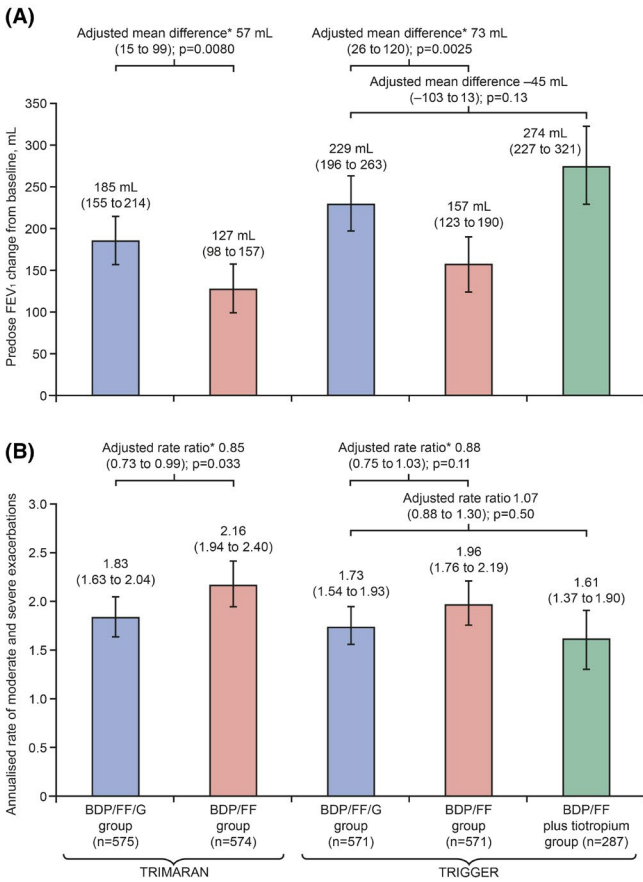 (A)
Adjusted mean difference* 57 mL
(15 to 99); p=0.0080
Adjusted mean difference* 73 mL
(26 to 120); p=0.0025
Adjusted mean difference –45 mL
(–103 to 13); p=0.13
Predose FEV₁ change from baseline, mL
350
300
250
200
150
100
50
0
185 mL
(155 to 214)
127 mL
(98 to 157)
229 mL
(196 to 263)
157 mL
(123 to 190)
274 mL
(227 to 321)
(B)
Adjusted rate ratio* 0.85
(0.73 to 0.99); p=0.033
Adjusted rate ratio* 0.88
(0.75 to 1.03); p=0.11
Adjusted rate ratio 1.07
(0.88 to 1.30); p=0.50
Annualised rate of moderate and severe exacerbations
3.0
2.5
2.0
1.5
1.0
0.5
0
1.83
(1.63 to 2.04)
2.16
(1.94 to 2.40)
1.73
(1.54 to 1.93)
1.96
(1.76 to 2.19)
1.61
(1.37 to 1.90)
BDP/FF/G
group
(n=575)
BDP/FF
group
(n=574)
BDP/FF/G
group
(n=571)
BDP/FF
group
(n=571)
BDP/FF
plus tiotropium
group (n=287)
TRIMARAN
TRIGGER